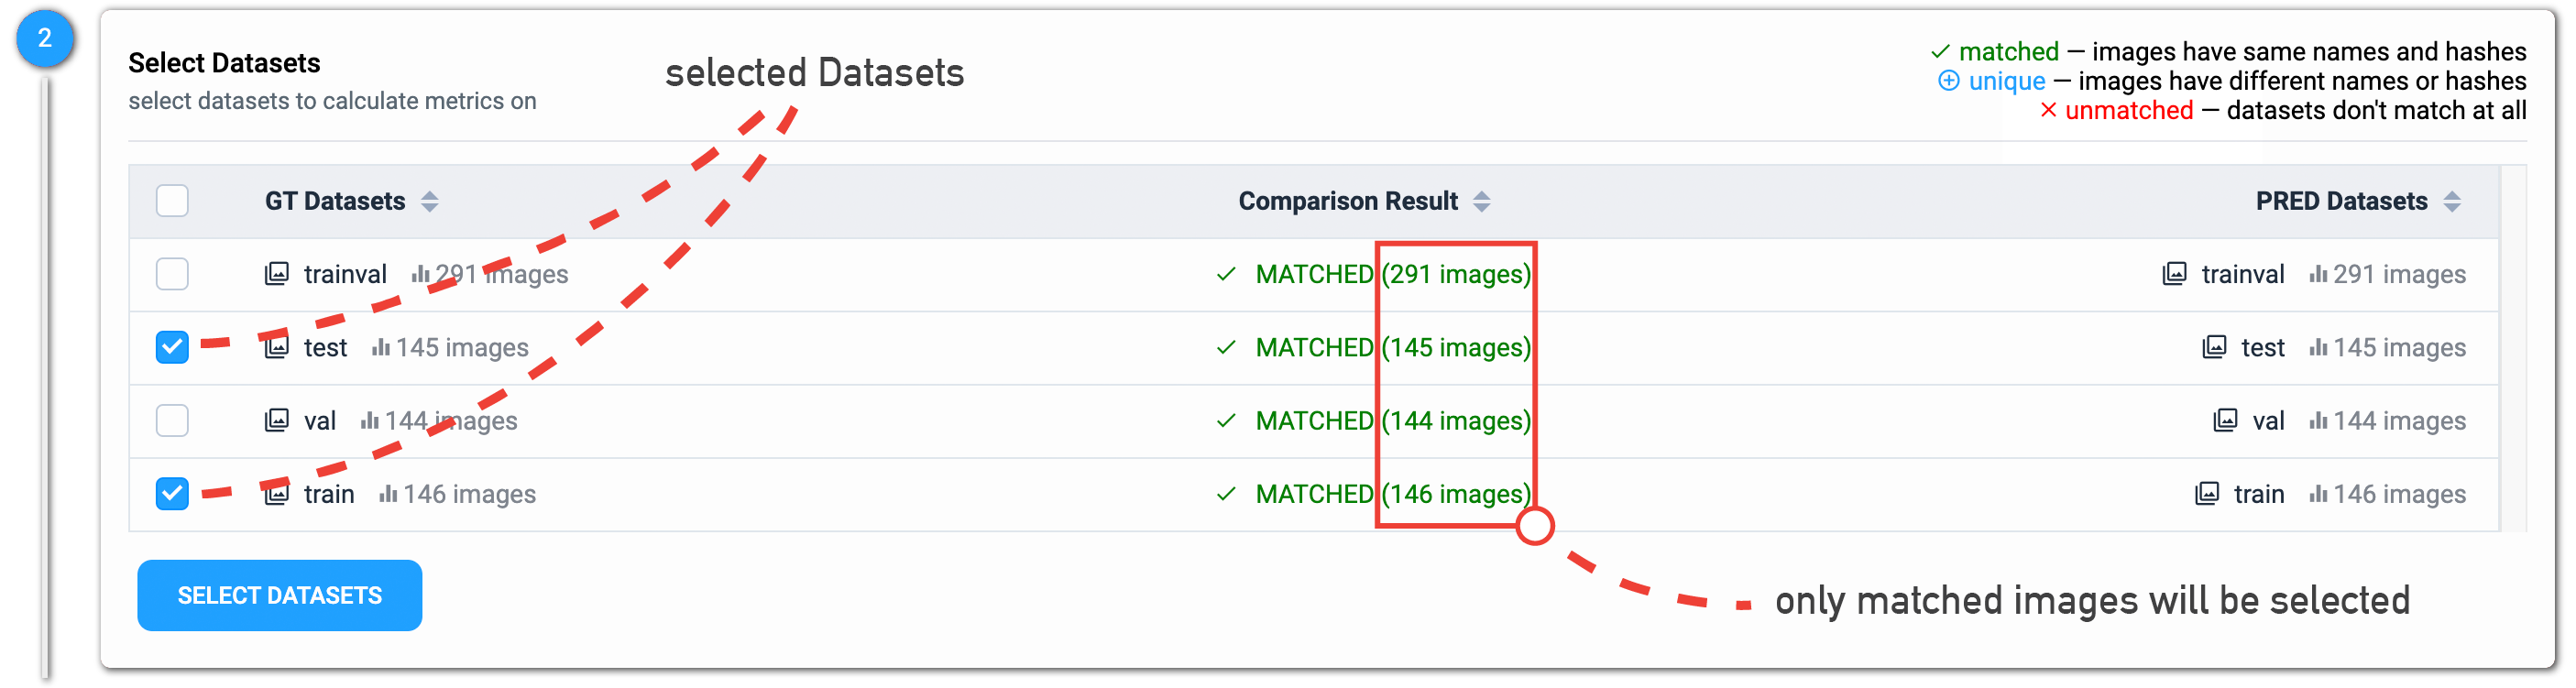 2
Select Datasets
select datasets to calculate metrics on
selected Datasets
✓ matched — images have same names and hashes
⊕ unique — images have different names or hashes
× unmatched — datasets don't match at all
GT Datasets Comparison Result PRED Datasets
trainval 291 images ✓ MATCHED (291 images) trainval 291 images
test 145 images ✓ MATCHED (145 images) test 145 images
val 144 images ✓ MATCHED (144 images) val 144 images
train 146 images ✓ MATCHED (146 images) train 146 images
SELECT DATASETS
only matched images will be selected